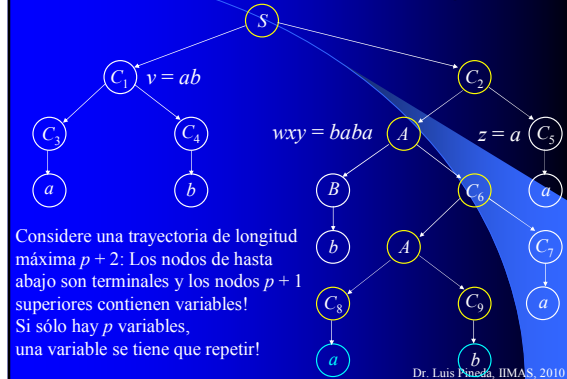 S
C1 v = ab C2
C3 C4 wxy = baba A z = a C5
a b B C6 a
Considere una trayectoria de longitud
máxima p + 2: Los nodos de hasta
abajo son terminales y los nodos p + 1
superiores contienen variables!
Si sólo hay p variables,
una variable se tiene que repetir!
b A C7
C8 C9 a
a b
Dr. Luis Pineda, IIMAS, 2010